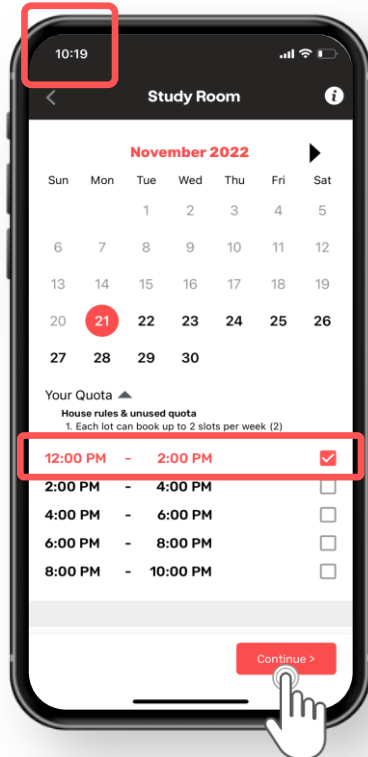 10:19
Study Room
November 2022
Sun Mon Tue Wed Thu Fri Sat
1 2 3 4 5
6 7 8 9 10 11 12
13 14 15 16 17 18 19
20 21 22 23 24 25 26
27 28 29 30
Your Quota
House rules & unused quota
1. Each lot can book up to 2 slots per week (2)
12:00 PM - 2:00 PM
2:00 PM - 4:00 PM
4:00 PM - 6:00 PM
6:00 PM - 8:00 PM
8:00 PM - 10:00 PM
Continue >